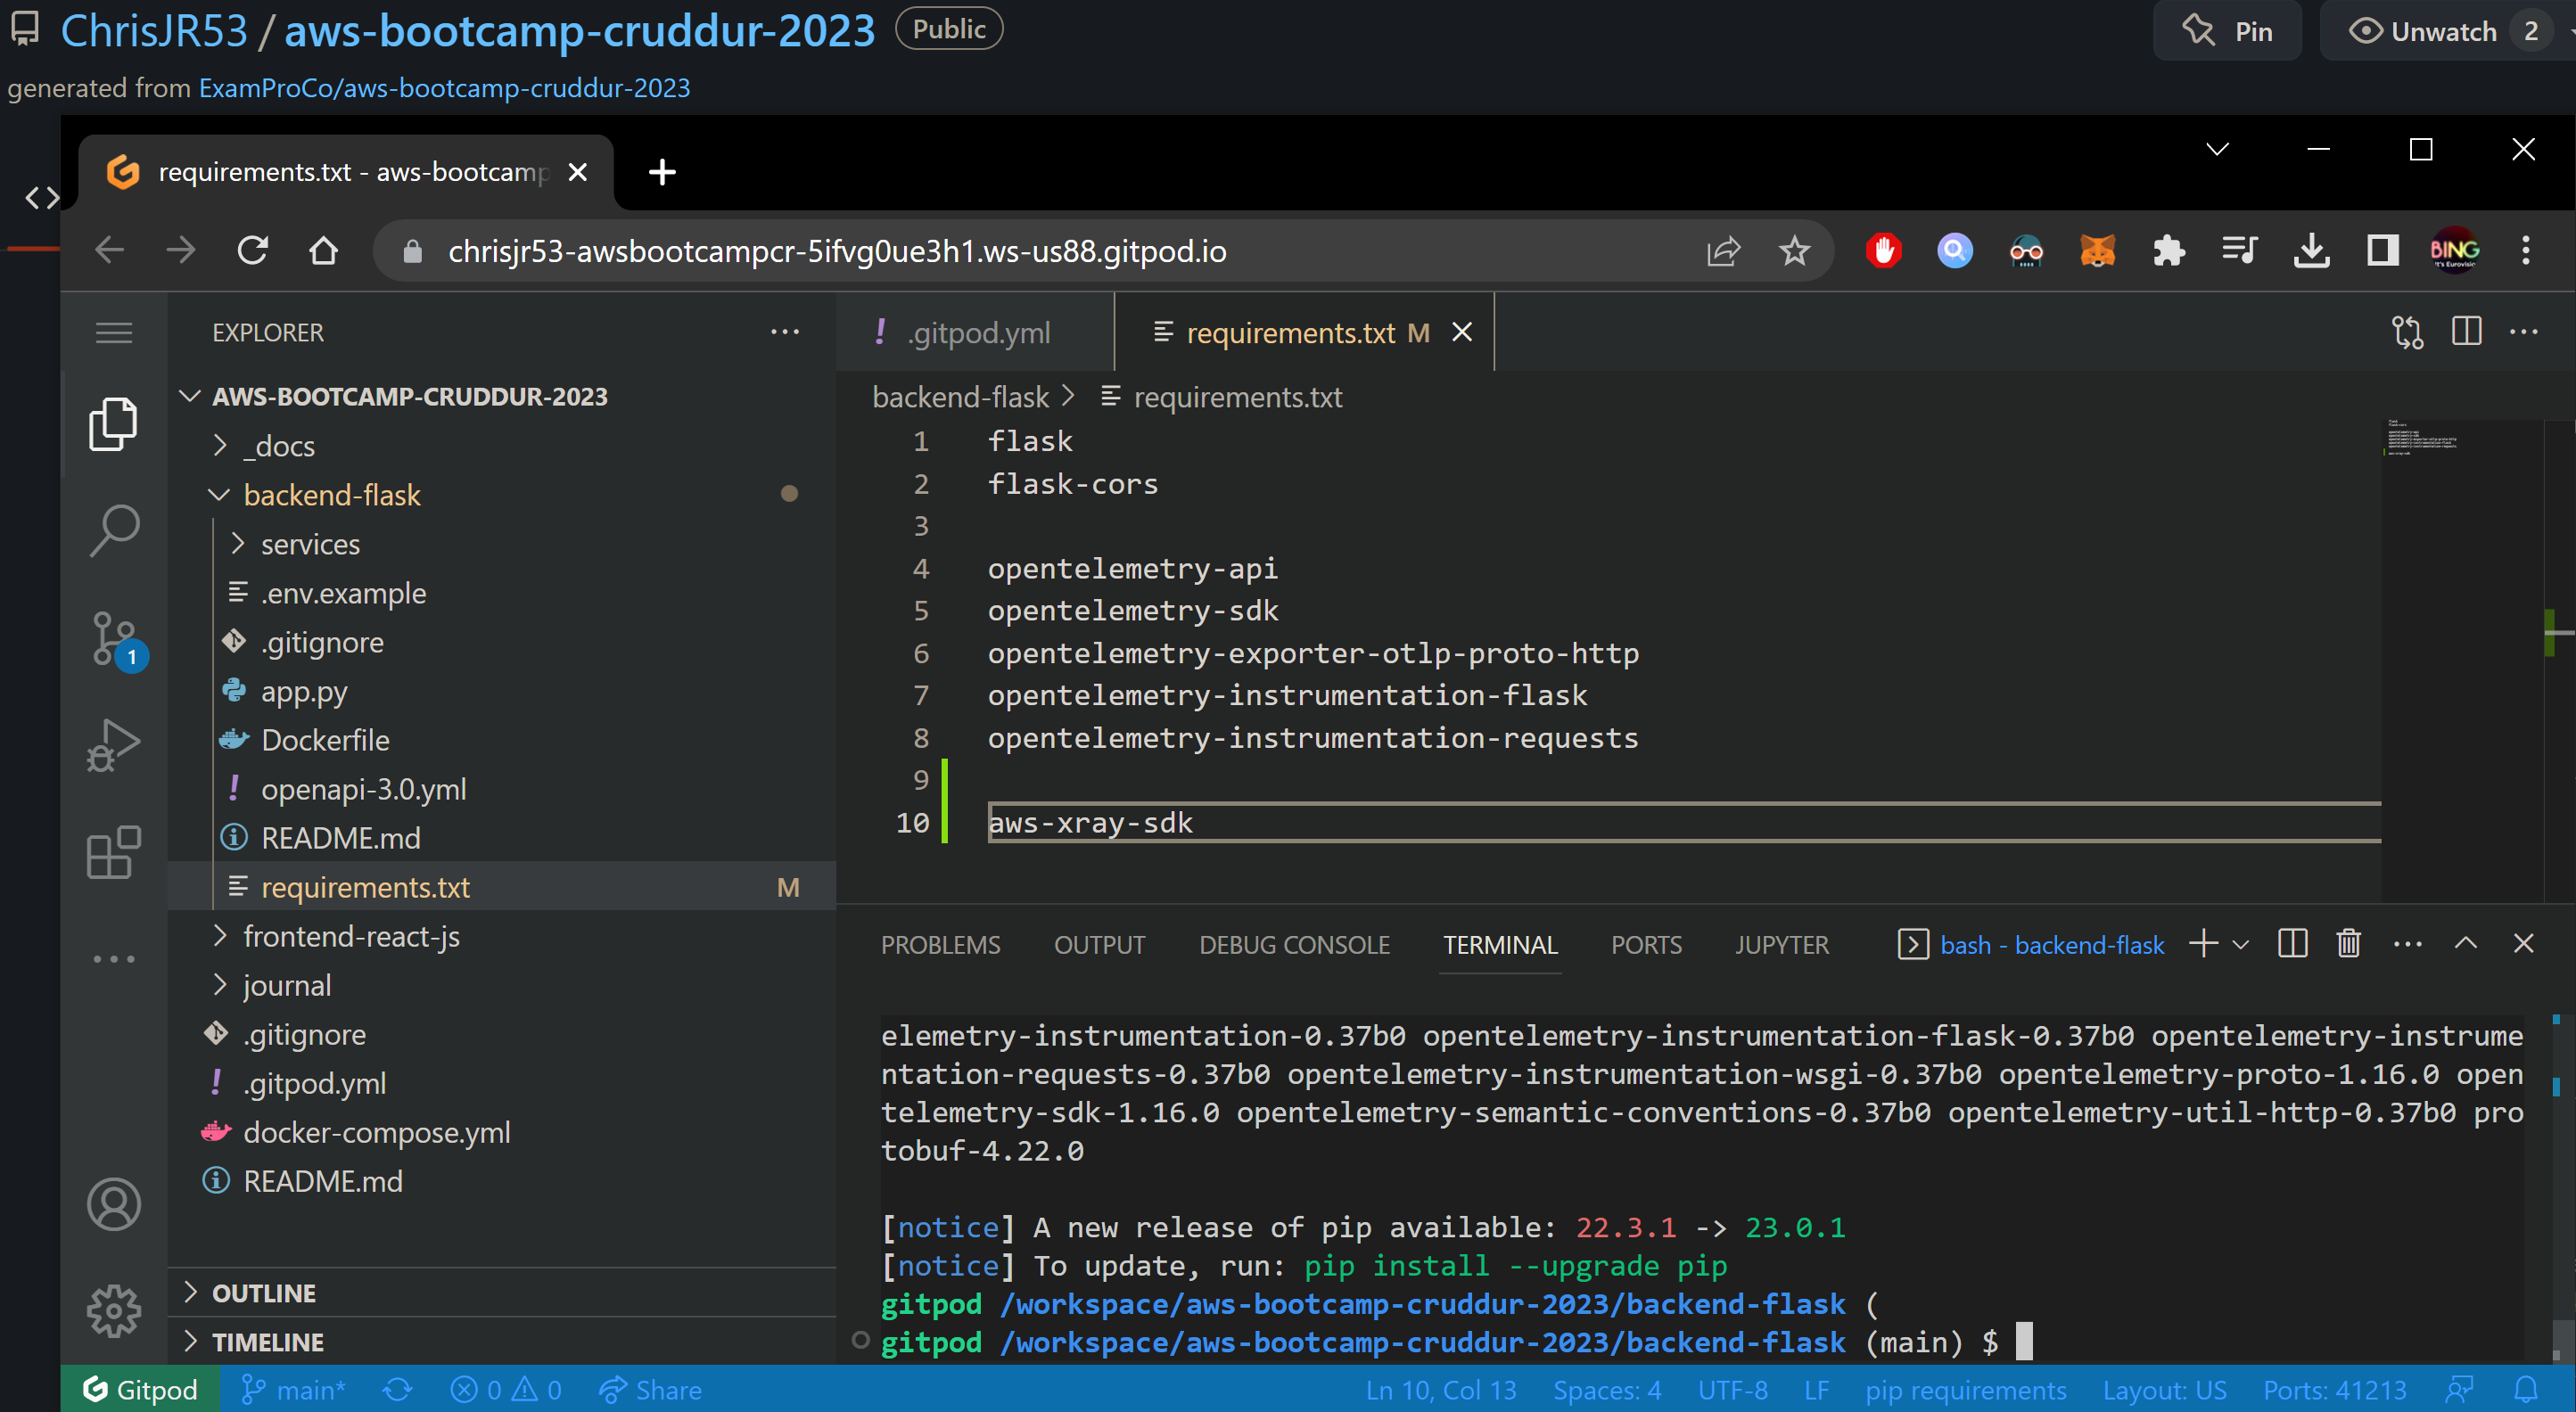 ChrisJR53 / aws-bootcamp-cruddur-2023 Public
Pin Unwatch 2
generated from ExamProCo/aws-bootcamp-cruddur-2023
requirements.txt - aws-bootcamp
chrisjr53-awsbootcampcr-5ifvg0ue3h1.ws-us88.gitpod.io
BING
It's Eurovisi
EXPLORER
.gitpod.yml
requirements.txt M
AWS-BOOTCAMP-CRUDDUR-2023
_docs
backend-flask
services
.env.example
.gitignore
app.py
Dockerfile
openapi-3.0.yml
README.md
requirements.txt M
frontend-react-js
journal
.gitignore
.gitpod.yml
docker-compose.yml
README.md
OUTLINE
TIMELINE
1
backend-flask > requirements.txt
1 flask
2 flask-cors
3
4 opentelemetry-api
5 opentelemetry-sdk
6 opentelemetry-exporter-otlp-proto-http
7 opentelemetry-instrumentation-flask
8 opentelemetry-instrumentation-requests
9
10 aws-xray-sdk
PROBLEMS OUTPUT DEBUG CONSOLE TERMINAL PORTS JUPYTER bash - backend-flask
elemetry-instrumentation-0.37b0 opentelemetry-instrumentation-flask-0.37b0 opentelemetry-instrume
ntation-requests-0.37b0 opentelemetry-instrumentation-wsgi-0.37b0 opentelemetry-proto-1.16.0 open
telemetry-sdk-1.16.0 opentelemetry-semantic-conventions-0.37b0 opentelemetry-util-http-0.37b0 pro
tobuf-4.22.0
[notice] A new release of pip available: 22.3.1 -> 23.0.1
[notice] To update, run: pip install --upgrade pip
gitpod /workspace/aws-bootcamp-cruddur-2023/backend-flask (
gitpod /workspace/aws-bootcamp-cruddur-2023/backend-flask (main) $
Gitpod main* 0 0 Share Ln 10, Col 13 Spaces: 4 UTF-8 LF pip requirements Layout: US Ports: 41213